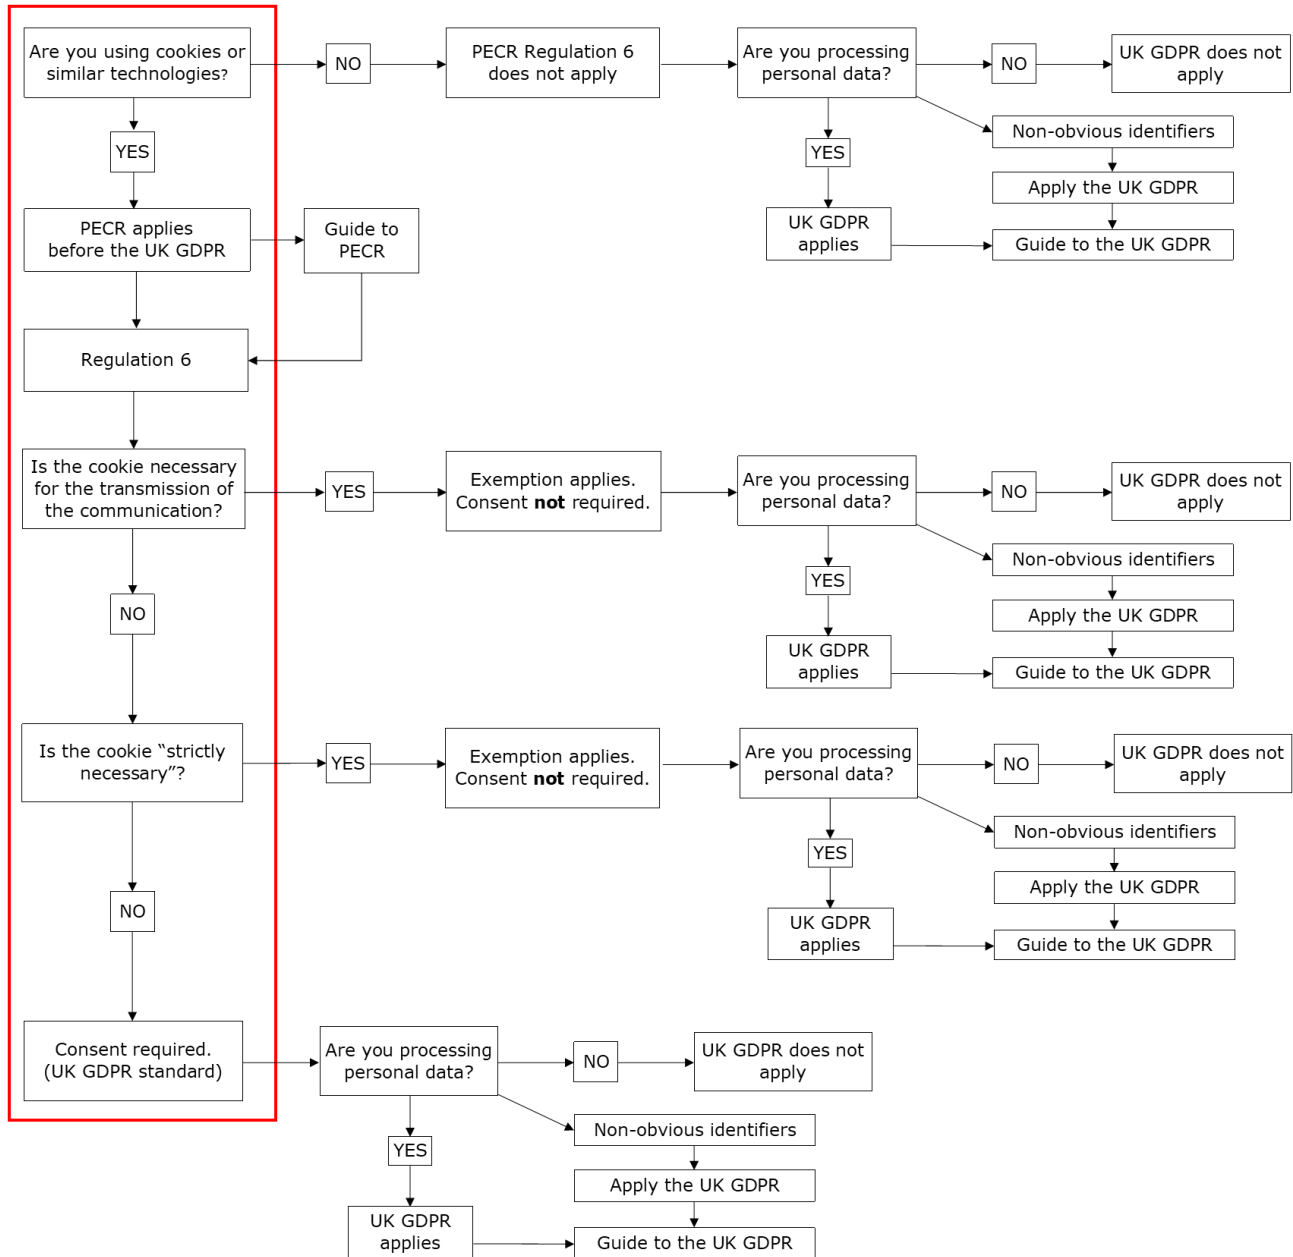 Are you using cookies or
similar technologies?
NO
PECR Regulation 6
does not apply
Are you processing
personal data?
NO
UK GDPR does not
apply
YES
YES
Non-obvious identifiers
Apply the UK GDPR
UK GDPR
applies
Guide to the UK GDPR
PECR applies
before the UK GDPR
Guide to
PECR
Regulation 6
Is the cookie necessary
for the transmission of
the communication?
YES
Exemption applies.
Consent not required.
Are you processing
personal data?
NO
UK GDPR does not
apply
Non-obvious identifiers
YES
Apply the UK GDPR
UK GDPR
applies
Guide to the UK GDPR
NO
Is the cookie “strictly
necessary”?
YES
Exemption applies.
Consent not required.
Are you processing
personal data?
NO
UK GDPR does not
apply
Non-obvious identifiers
YES
Apply the UK GDPR
UK GDPR
applies
Guide to the UK GDPR
NO
Consent required.
(UK GDPR standard)
Are you processing
personal data?
NO
UK GDPR does not
apply
Non-obvious identifiers
YES
Apply the UK GDPR
UK GDPR
applies
Guide to the UK GDPR